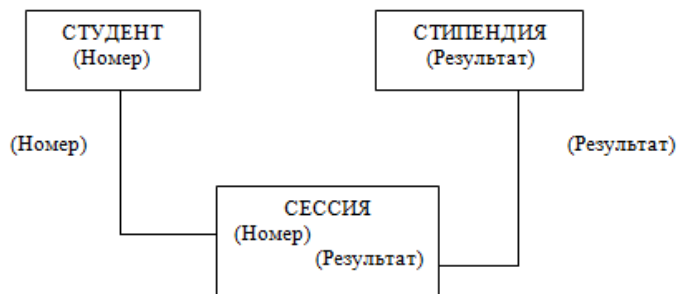 СТУДЕНТ
(Номер)
СТИПЕНДИЯ
(Результат)
(Номер)
(Результат)
СЕССИЯ
(Номер)
(Результат)